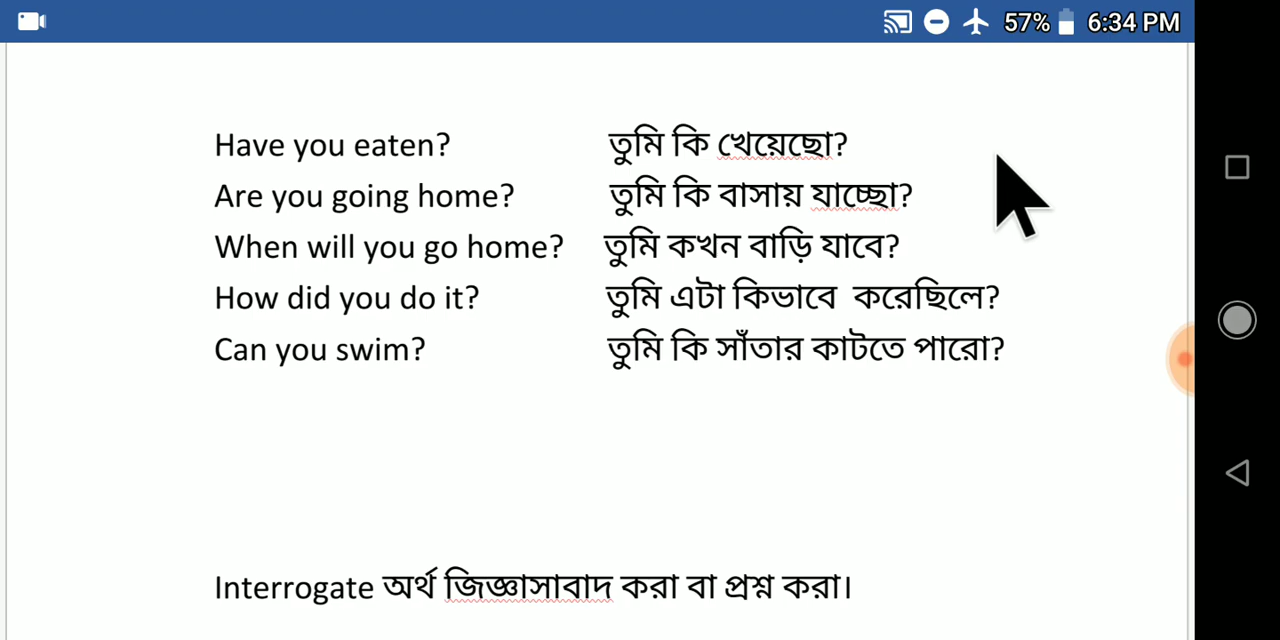 57% 6:34 PM
Have you eaten? তুমি কি খেয়েছো?
Are you going home? তুমি কি বাসায় যাচ্ছো?
When will you go home? তুমি কখন বাড়ি যাবে?
How did you do it? তুমি এটা কিভাবে করেছিলে?
Can you swim? তুমি কি সাঁতার কাটতে পারো?
Interrogate অর্থ জিজ্ঞাসাবাদ করা বা প্রশ্ন করা।